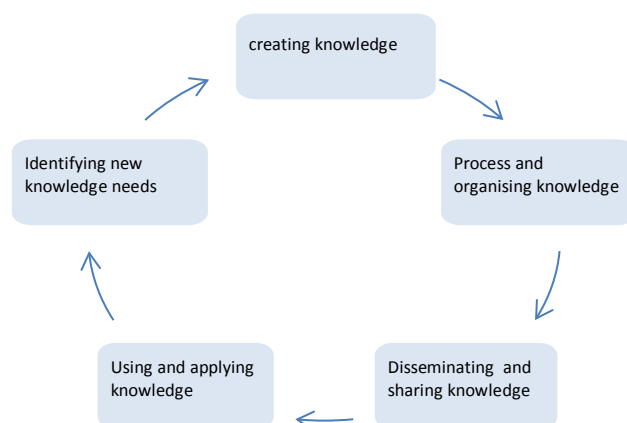 creating knowledge
Process and
organising knowledge
Disseminating and
sharing knowledge
Using and applying
knowledge
Identifying new
knowledge needs